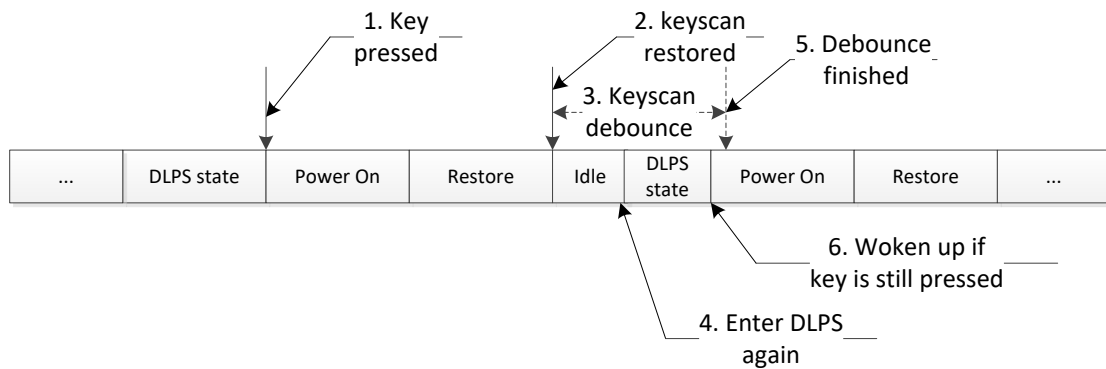 1. Key
pressed
2. keyscan
restored
5. Debounce
finished
3. Keyscan
debounce
... DLPS state Power On Restore Idle DLPS state Power On Restore ...
6. Woken up if
key is still pressed
4. Enter DLPS
again